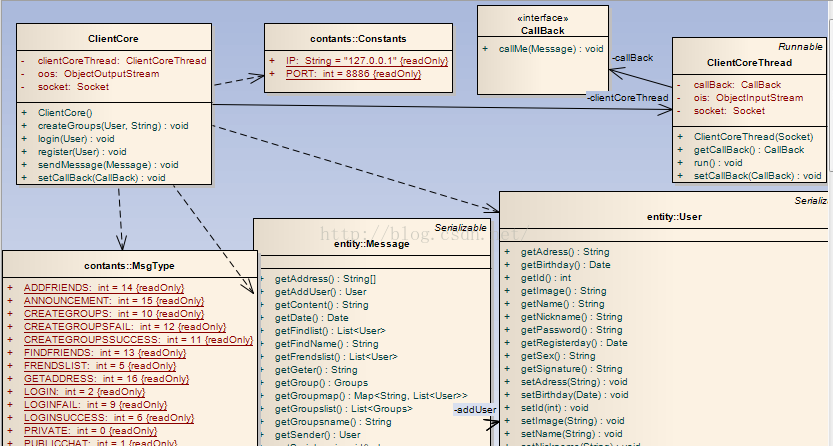 ClientCore
- clientCoreThread: ClientCoreThread
- oos: ObjectOutputStream
- socket: Socket
+ ClientCore()
+ createGroups(User, String) : void
+ login(User) : void
+ register(User) : void
+ sendMessage(Message) : void
+ setCallBack(CallBack) : void
contants::Constants
+ IP: String = "127.0.0.1" {readOnly}
+ PORT: int = 8886 {readOnly}
«interface»
CallBack
+ callMe(Message) : void
-callBack
-clientCoreThread
Runnable
ClientCoreThread
- callBack: CallBack
- ois: ObjectInputStream
- socket: Socket
+ ClientCoreThread(Socket)
+ getCallBack() : CallBack
+ run() : void
+ setCallBack(CallBack) : void
http://blog.csdn.net/
contants::MsgType
+ ADDFRIENDS: int = 14 {readOnly}
+ ANNOUNCEMENT: int = 15 {readOnly}
+ CREATEGROUPS: int = 10 {readOnly}
+ CREATEGROUPSFAIL: int = 12 {readOnly}
+ CREATEGROUPSSUCCESS: int = 11 {readOnly}
+ FINDFRIENDS: int = 13 {readOnly}
+ FRENDSLIST: int = 5 {readOnly}
+ GETADDRESS: int = 16 {readOnly}
+ LOGIN: int = 2 {readOnly}
+ LOGINFAIL: int = 9 {readOnly}
+ LOGINSUCCESS: int = 6 {readOnly}
+ PRIVATE: int = 0 {readOnly}
+ PUBLICCHAT: int = 1 {readOnly}
Serializable
entity::Message
+ getAddress() : String[]
+ getAddUser() : User
+ getContent() : String
+ getDate() : Date
+ getFindlist() : List<User>
+ getFindName() : String
+ getFrendslist() : List<User>
+ getGeter() : String
+ getGroup() : Groups
+ getGroupmap() : Map<String, List<User>>
+ getGroupslist() : List<Groups>
+ getGroupsname() : String
+ getSender() : User
-addUser
Serializa
entity::User
+ getAdress() : String
+ getBirthday() : Date
+ getId() : int
+ getImage() : String
+ getName() : String
+ getNickname() : String
+ getPassword() : String
+ getRegisterday() : Date
+ getSex() : String
+ getSignature() : String
+ setAdress(String) : void
+ setBirthday(Date) : void
+ setId(int) : void
+ setImage(String) : void
+ setName(String) : void
+ setNickname(String) : void